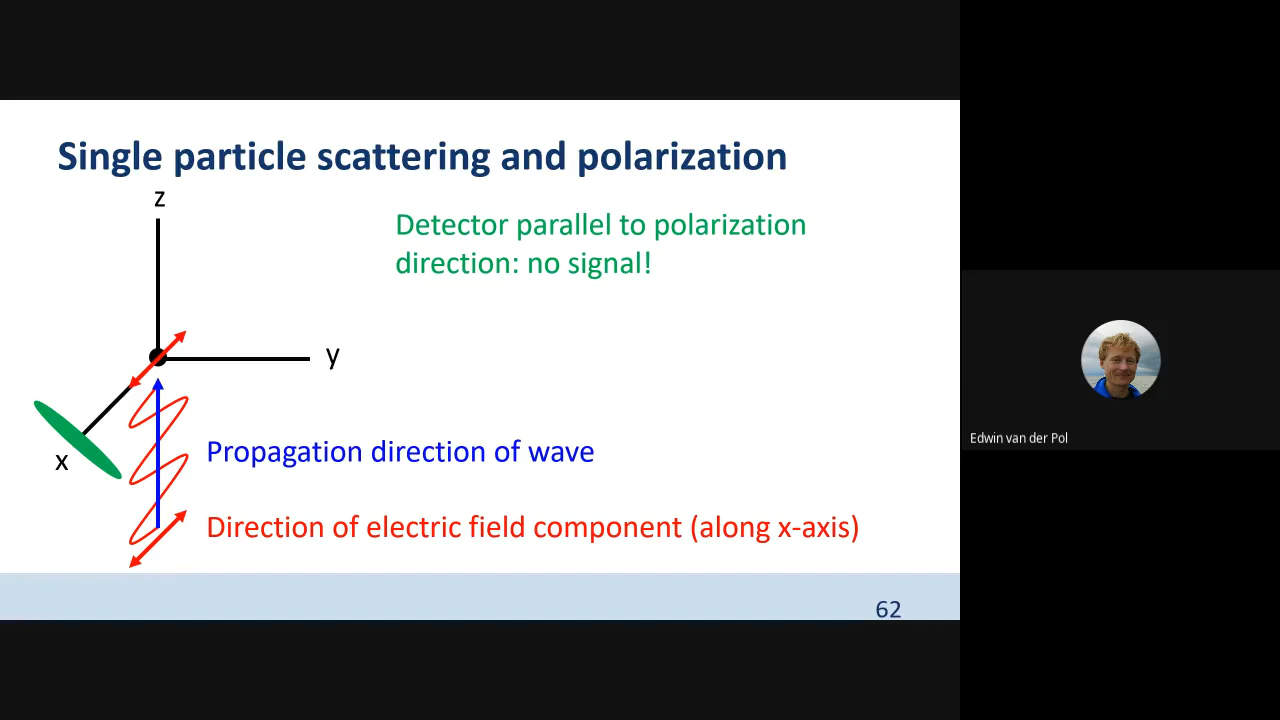 Single particle scattering and polarization
z
Detector parallel to polarization
direction: no signal!
y
Propagation direction of wave
x
Direction of electric field component (along x-axis)
62
Edwin van der Pol